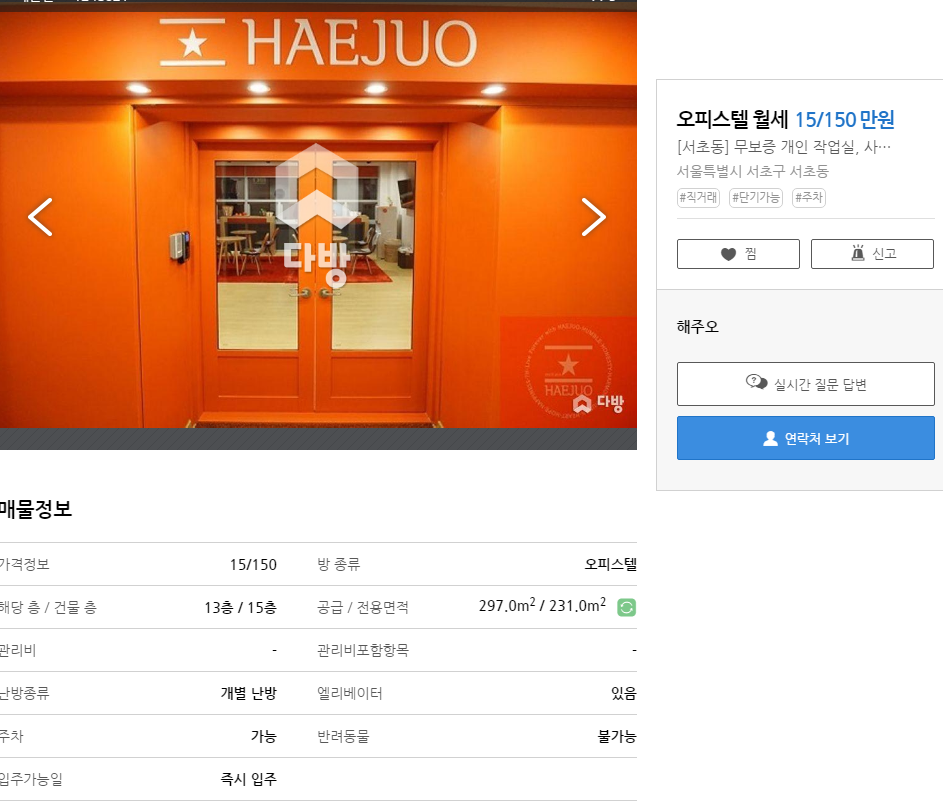 HAEJUO
다방
HAEJUO
다방
오피스텔 월세 15/150만원
[서초동] 무보증 개인 작업실, 사…
서울특별시 서초구 서초동
#직거래 #단기가능 #주차
찜 신고
해주오
실시간 질문 답변
연락처 보기
매물정보
가격정보 15/150 방 종류 오피스텔
해당 층 / 건물 층 13층 / 15층 공급 / 전용면적 297.0m² / 231.0m²
관리비 - 관리비포함항목 -
난방종류 개별 난방 엘리베이터 있음
주차 가능 반려동물 불가능
입주가능일 즉시 입주